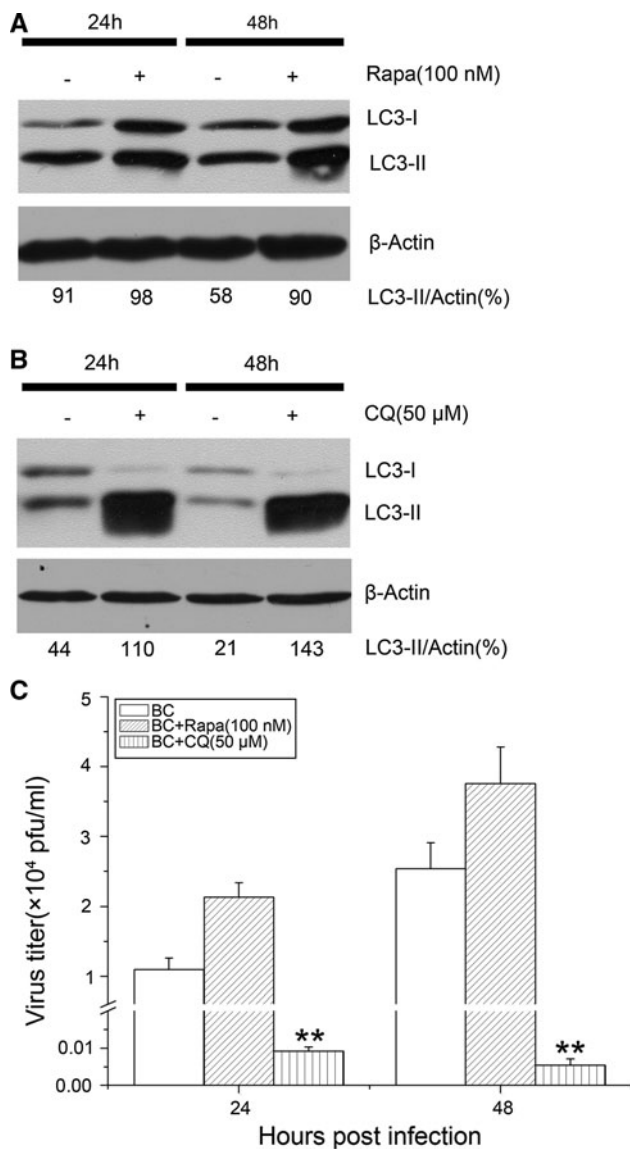 A
24h 48h
- + - + Rapa(100 nM)
LC3-I
LC3-II
β-Actin
91 98 58 90 LC3-II/Actin(%)
B
24h 48h
- + - + CQ(50 µM)
LC3-I
LC3-II
β-Actin
44 110 21 143 LC3-II/Actin(%)
C
5
BC
BC+Rapa(100 nM)
BC+CQ(50 µM)
4
3
2
1
0.01
0.00
** **
Virus titer(×10⁴ pfu/ml)
24 48
Hours post infection